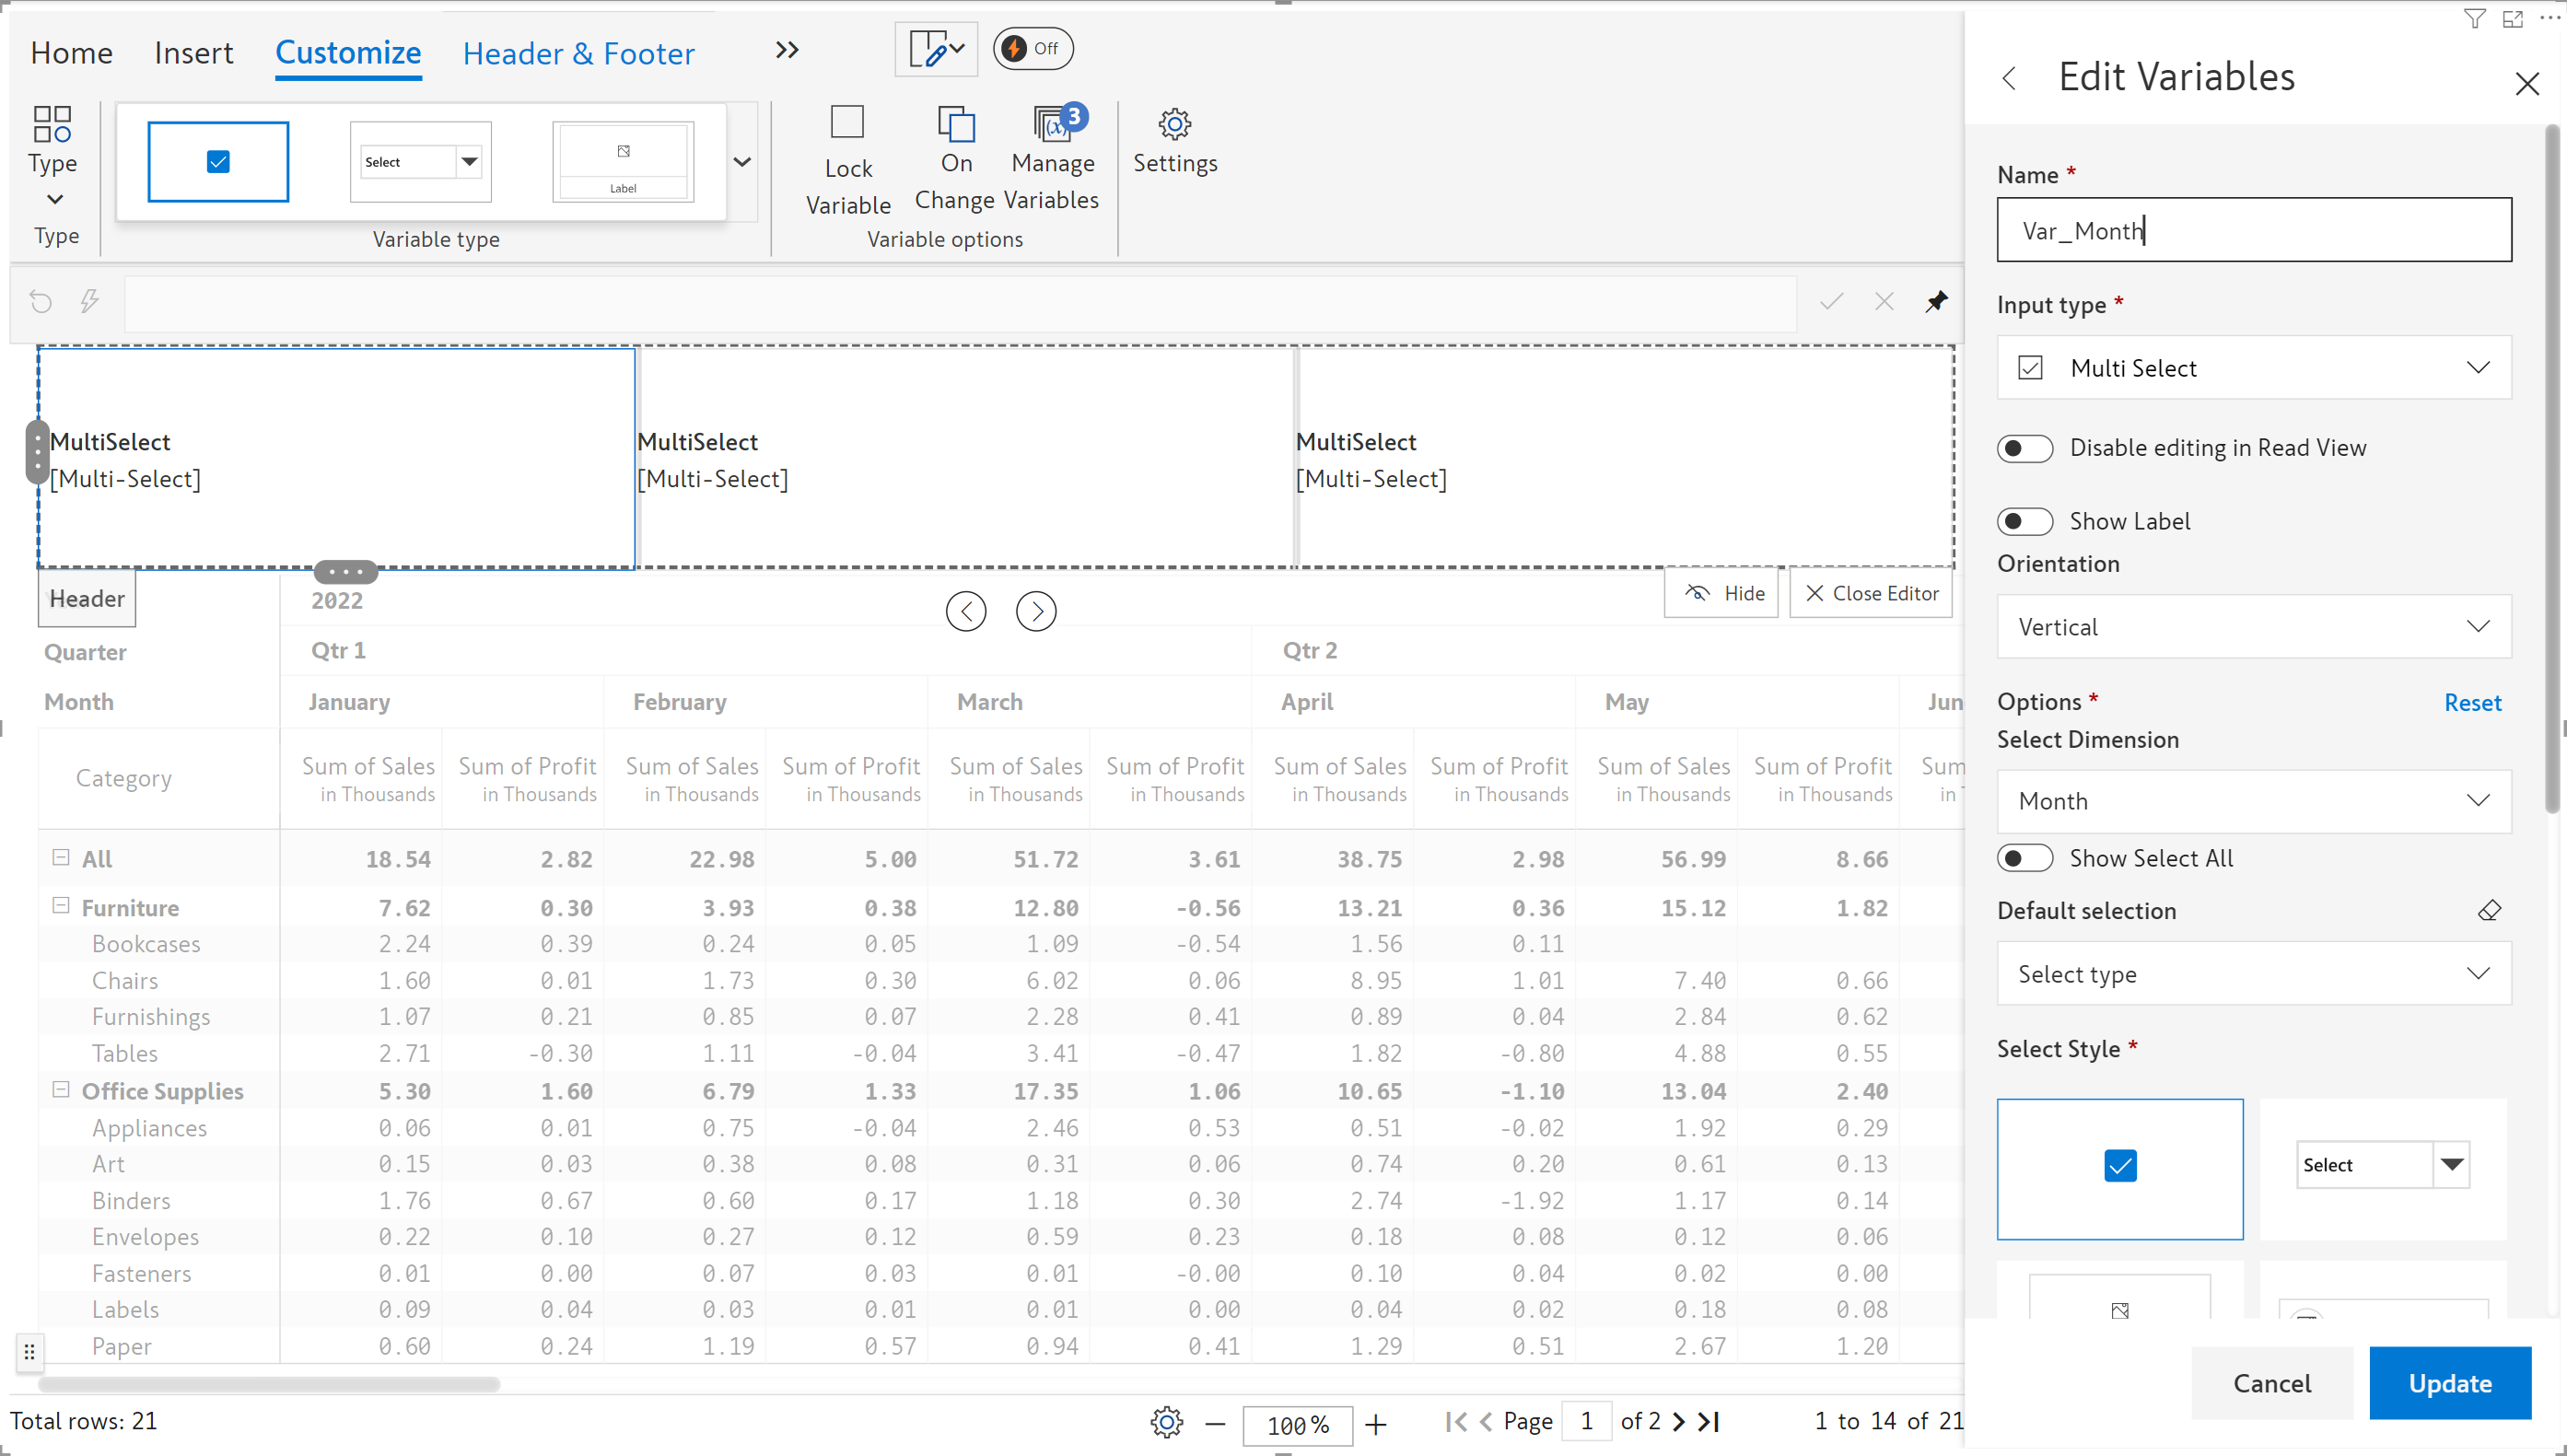 Home Insert Customize Header & Footer
Off
Type
Type
Select
Label
Variable type
Lock Variable
On Change
3
Manage Variables
Variable options
Settings
MultiSelect
[Multi-Select]
MultiSelect
[Multi-Select]
MultiSelect
[Multi-Select]
Header
Hide
Close Editor
2022
Quarter Qtr 1 Qtr 2
Month January February March April May Jun
Category Sum of Sales Sum of Profit Sum of Sales Sum of Profit Sum of Sales Sum of Profit Sum of Sales Sum of Profit Sum of Sales Sum of Profit Sum
in Thousands in Thousands in Thousands in Thousands in Thousands in Thousands in Thousands in Thousands in Thousands in Thousands in T
All 18.54 2.82 22.98 5.00 51.72 3.61 38.75 2.98 56.99 8.66
Furniture 7.62 0.30 3.93 0.38 12.80 -0.56 13.21 0.36 15.12 1.82
Bookcases 2.24 0.39 0.24 0.05 1.09 -0.54 1.56 0.11
Chairs 1.60 0.01 1.73 0.30 6.02 0.06 8.95 1.01 7.40 0.66
Furnishings 1.07 0.21 0.85 0.07 2.28 0.41 0.89 0.04 2.84 0.62
Tables 2.71 -0.30 1.11 -0.04 3.41 -0.47 1.82 -0.80 4.88 0.55
Office Supplies 5.30 1.60 6.79 1.33 17.35 1.06 10.65 -1.10 13.04 2.40
Appliances 0.06 0.01 0.75 -0.04 2.46 0.53 0.51 -0.02 1.92 0.29
Art 0.15 0.03 0.38 0.08 0.31 0.06 0.74 0.20 0.61 0.13
Binders 1.76 0.67 0.60 0.17 1.18 0.30 2.74 -1.92 1.17 0.14
Envelopes 0.22 0.10 0.27 0.12 0.59 0.23 0.18 0.08 0.12 0.06
Fasteners 0.01 0.00 0.07 0.03 0.01 -0.00 0.10 0.04 0.02 0.00
Labels 0.09 0.04 0.03 0.01 0.01 0.00 0.04 0.02 0.18 0.08
Paper 0.60 0.24 1.19 0.57 0.94 0.41 1.29 0.51 2.67 1.20
Total rows: 21
100%
Page 1 of 2
1 to 14 of 21
Edit Variables
Name *
Var_Month
Input type *
Multi Select
Disable editing in Read View
Show Label
Orientation
Vertical
Options * Reset
Select Dimension
Month
Show Select All
Default selection
Select type
Select Style *
Select
Cancel
Update